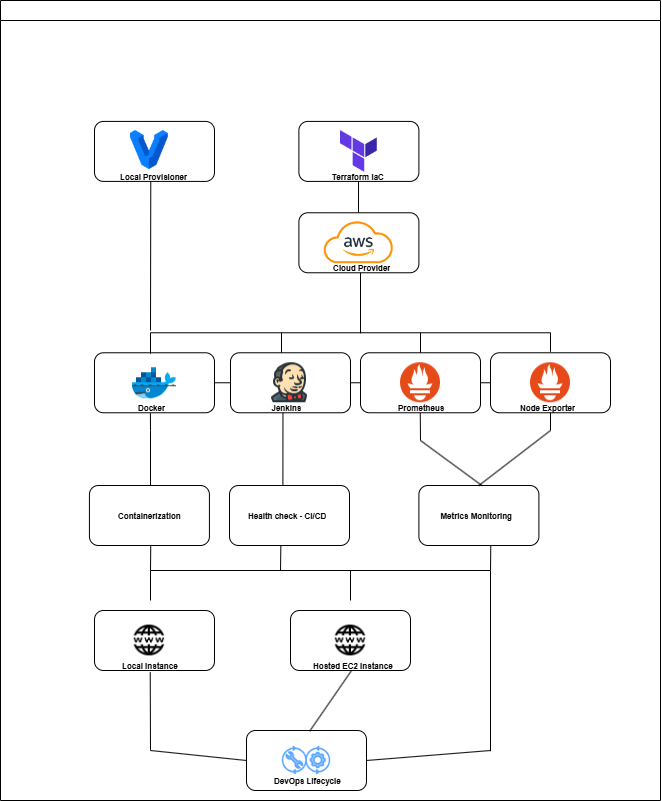 Local Provisioner
Terraform IaC
aws
Cloud Provider
Docker
Jenkins
Prometheus
Node Exporter
Containerization
Health check - CI/CD
Metrics Monitoring
WWW
Local Instance
WWW
Hosted EC2 Instance
DevOps Lifecycle